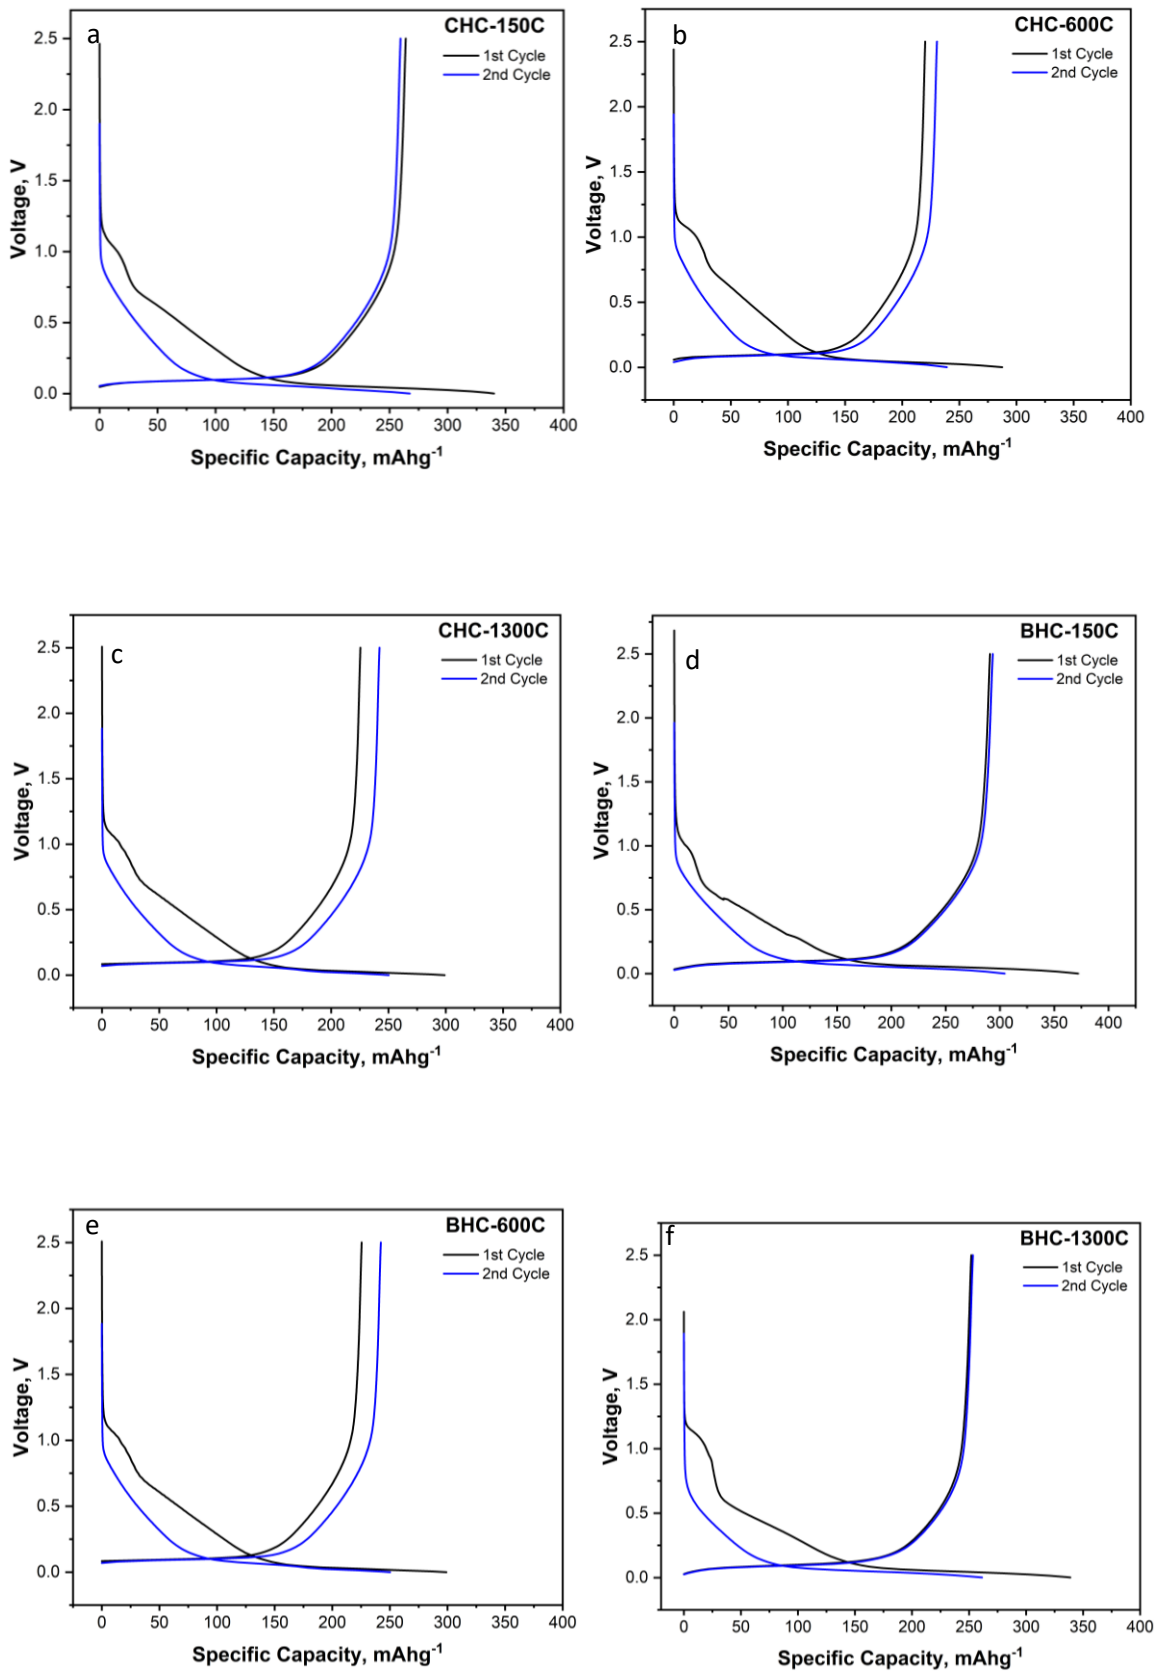 a
CHC-150C
1st Cycle
2nd Cycle
2.5
2.0
1.5
1.0
0.5
0.0
Voltage, V
0 50 100 150 200 250 300 350 400
Specific Capacity, mAhg-1
b
CHC-600C
1st Cycle
2nd Cycle
2.5
2.0
1.5
1.0
0.5
0.0
Voltage, V
0 50 100 150 200 250 300 350 400
Specific Capacity, mAhg-1
c
CHC-1300C
1st Cycle
2nd Cycle
2.5
2.0
1.5
1.0
0.5
0.0
Voltage, V
0 50 100 150 200 250 300 350 400
Specific Capacity, mAhg-1
d
BHC-150C
1st Cycle
2nd Cycle
2.5
2.0
1.5
1.0
0.5
0.0
Voltage, V
0 50 100 150 200 250 300 350 400
Specific Capacity, mAhg-1
e
BHC-600C
1st Cycle
2nd Cycle
2.5
2.0
1.5
1.0
0.5
0.0
Voltage, V
0 50 100 150 200 250 300 350 400
Specific Capacity, mAhg-1
f
BHC-1300C
1st Cycle
2nd Cycle
2.5
2.0
1.5
1.0
0.5
0.0
Voltage, V
0 50 100 150 200 250 300 350 400
Specific Capacity, mAhg-1